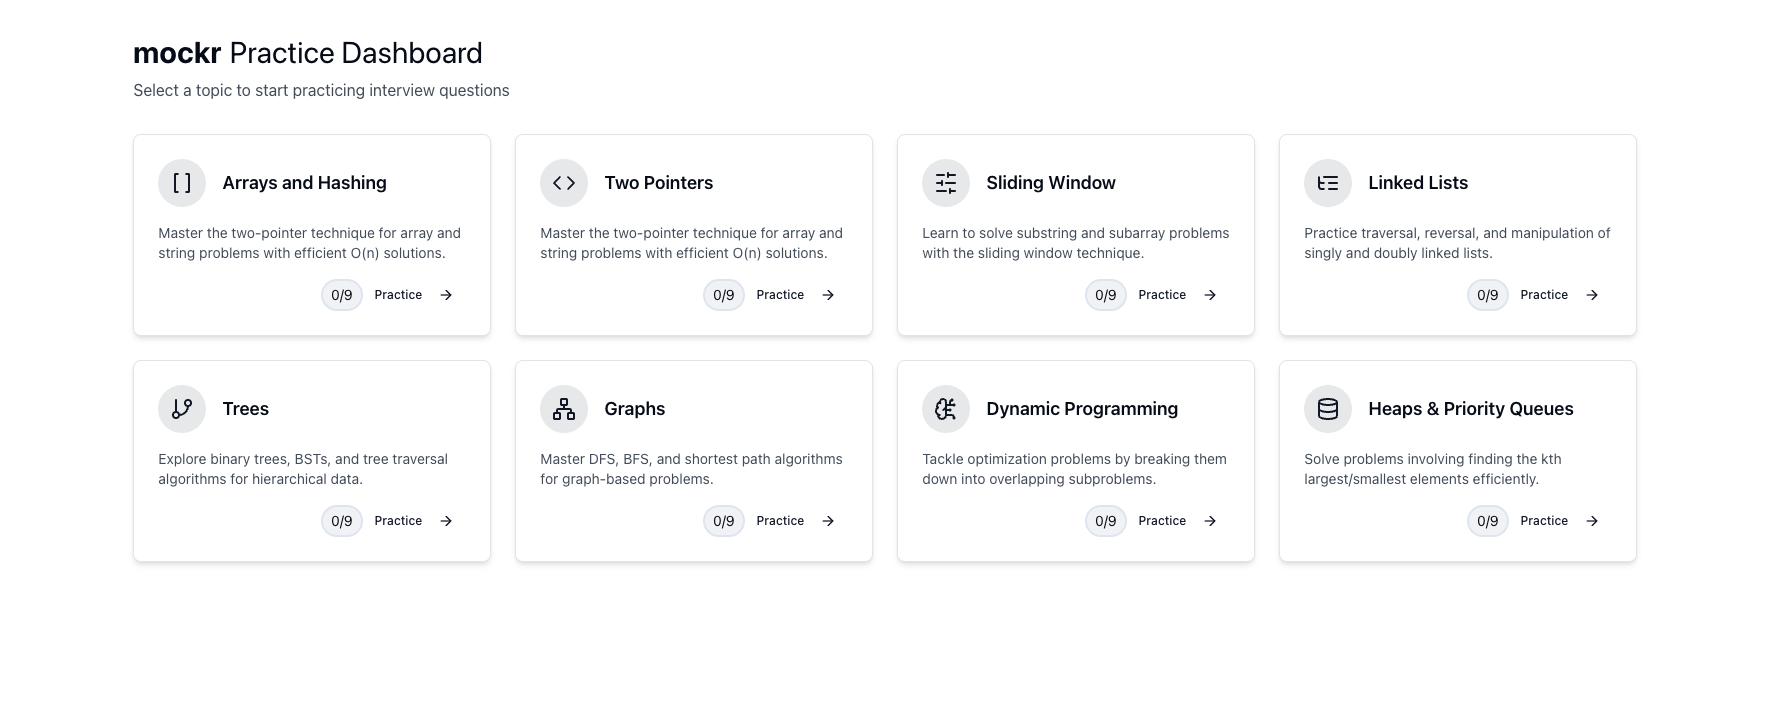 mockr Practice Dashboard
Select a topic to start practicing interview questions
Arrays and Hashing
Master the two-pointer technique for array and
string problems with efficient O(n) solutions.
0/9 Practice →
Two Pointers
Master the two-pointer technique for array and
string problems with efficient O(n) solutions.
0/9 Practice →
Sliding Window
Learn to solve substring and subarray problems
with the sliding window technique.
0/9 Practice →
Linked Lists
Practice traversal, reversal, and manipulation of
singly and doubly linked lists.
0/9 Practice →
Trees
Explore binary trees, BSTs, and tree traversal
algorithms for hierarchical data.
0/9 Practice →
Graphs
Master DFS, BFS, and shortest path algorithms
for graph-based problems.
0/9 Practice →
Dynamic Programming
Tackle optimization problems by breaking them
down into overlapping subproblems.
0/9 Practice →
Heaps & Priority Queues
Solve problems involving finding the kth
largest/smallest elements efficiently.
0/9 Practice →